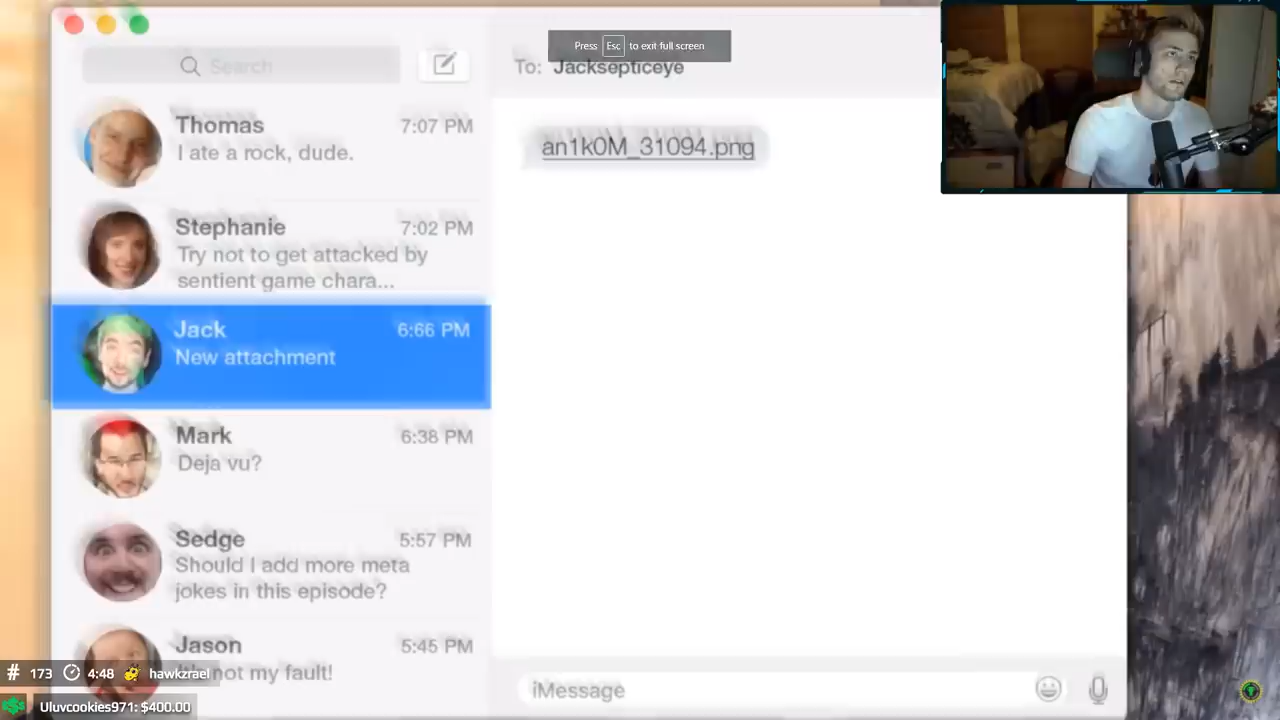 Press Esc to exit full screen
Search
To: Jacksepticeye
an1k0M_31094.png
Thomas 7:07 PM
I ate a rock, dude.
Stephanie 7:02 PM
Try not to get attacked by
sentient game chara...
Jack 6:66 PM
New attachment
Mark 6:38 PM
Deja vu?
Sedge 5:57 PM
Should I add more meta
jokes in this episode?
Jason 5:45 PM
not my fault!
iMessage
# 173 4:48 hawkzrael
Uluvcookies971: $400.00